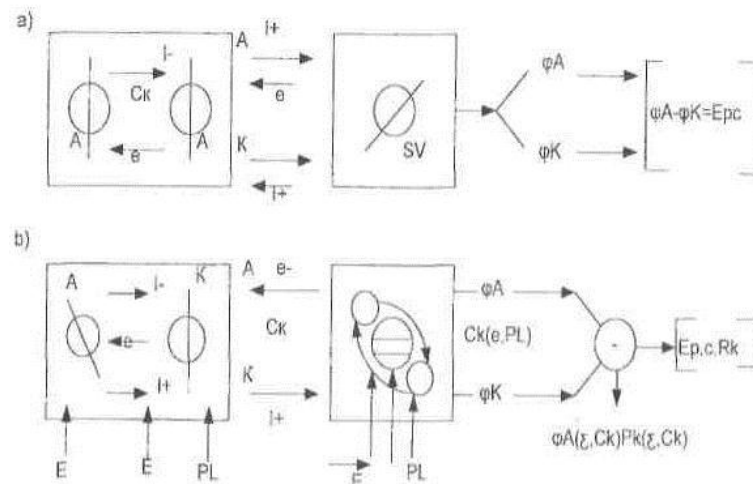 a)
A i+
i-
Cк
A e A
e
K
i+
SV
φA
φK
φA-φK=Epc
b)
A i- K
e
i+
E E PL
A e-
Cк
K
i+
E PL
φA
Ck(e,PL)
φK
-
Ep,c,Rk
φA(ξ,Ck)Pk(ξ,Ck)